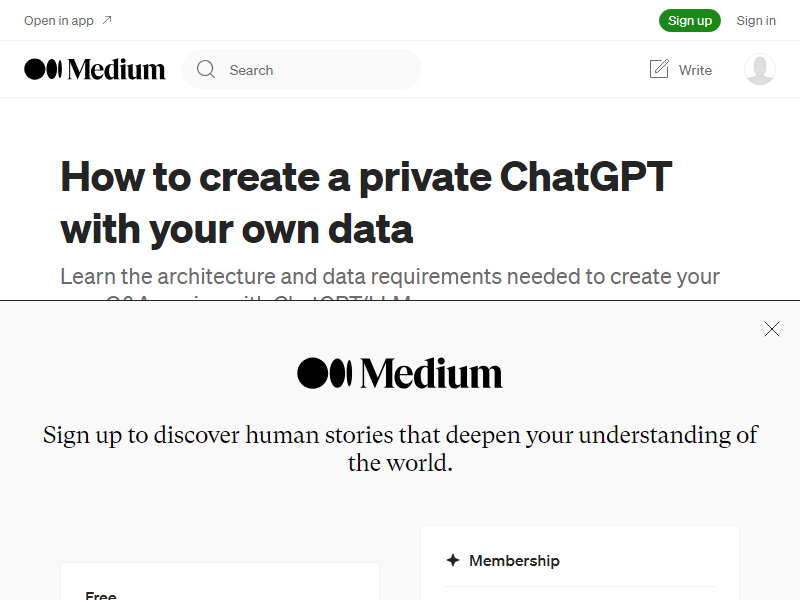 Open in app
Sign up
Sign in
Medium
Search
Write
How to create a private ChatGPT
with your own data
Learn the architecture and data requirements needed to create your
Medium
Sign up to discover human stories that deepen your understanding of
the world.
Membership
Free